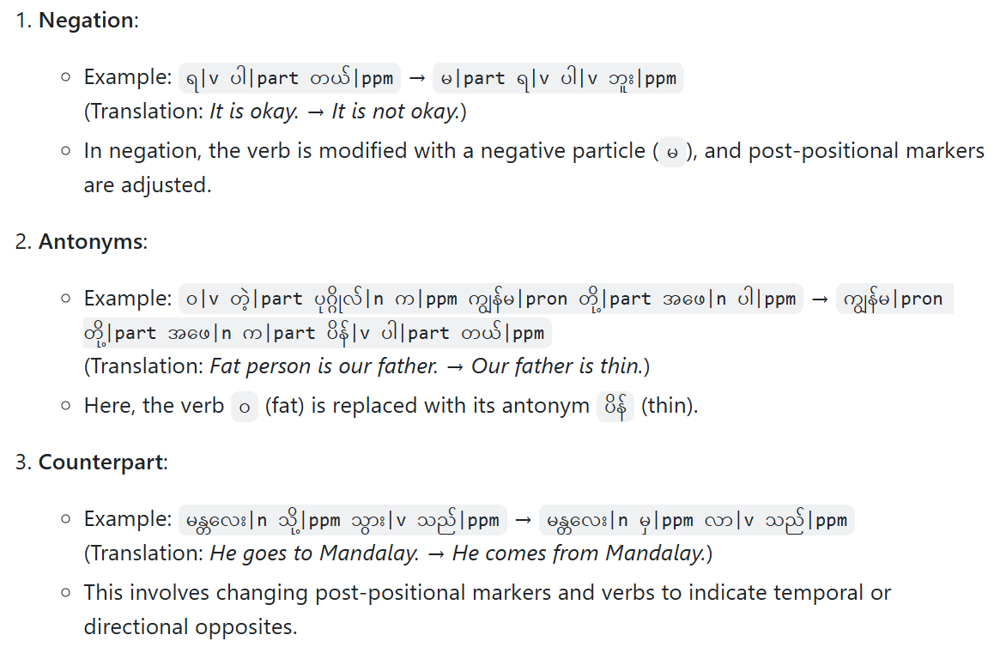 1. Negation:
◦ Example: ရ|v ပါ|part တယ်|ppm → မ|part ရ|v ပါ|v ဘူး|ppm
(Translation: It is okay. → It is not okay.)
◦ In negation, the verb is modified with a negative particle ( မ ), and post-positional markers
are adjusted.
2. Antonyms:
◦ Example: ဝ|v တဲ့|part ပုဂ္ဂိုလ်|n က|ppm ကျွန်မ|pron တို့|part အဖေ|n ပါ|ppm → ကျွန်မ|pron
တို့|part အဖေ|n က|part ပိန်|v ပါ|part တယ်|ppm
(Translation: Fat person is our father. → Our father is thin.)
◦ Here, the verb ဝ (fat) is replaced with its antonym ပိန် (thin).
3. Counterpart:
◦ Example: မန္တလေး|n သို့|ppm သွား|v သည်|ppm → မန္တလေး|n မှ|ppm လာ|v သည်|ppm
(Translation: He goes to Mandalay. → He comes from Mandalay.)
◦ This involves changing post-positional markers and verbs to indicate temporal or
directional opposites.